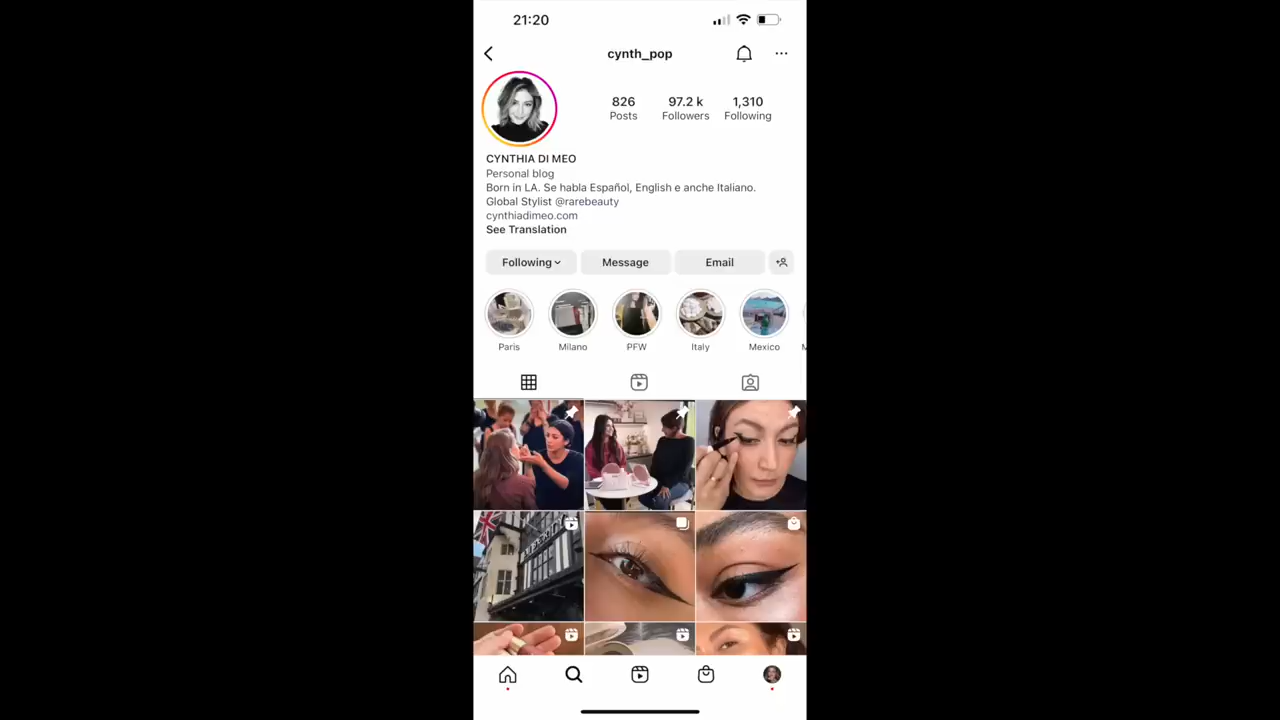 21:20
cynth_pop
826
97.2 k
1,310
Posts
Followers
Following
CYNTHIA DI MEO
Personal blog
Born in LA. Se habla Español, English e anche Italiano.
Global Stylist @rarebeauty
cynthiadimeo.com
See Translation
Following
Message
Email
Paris
Milano
PFW
Italy
Mexico
LIBERTY